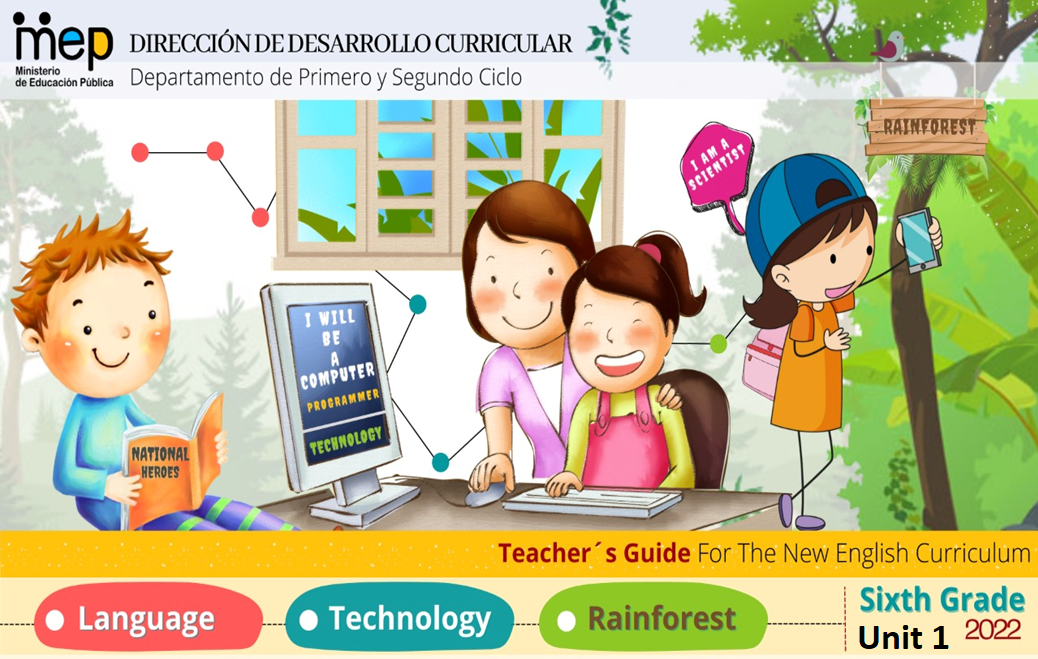 mep
Ministerio
de Educación Pública
DIRECCIÓN DE DESARROLLO CURRICULAR
Departamento de Primero y Segundo Ciclo
RAINFOREST
I AM A
SCIENTIST
I WILL
BE
A
COMPUTER
PROGRAMMER
TECHNOLOGY
NATIONAL
HEROES
Teacher´s Guide For The New English Curriculum
Language
Technology
Rainforest
Sixth Grade
Unit 1 2022